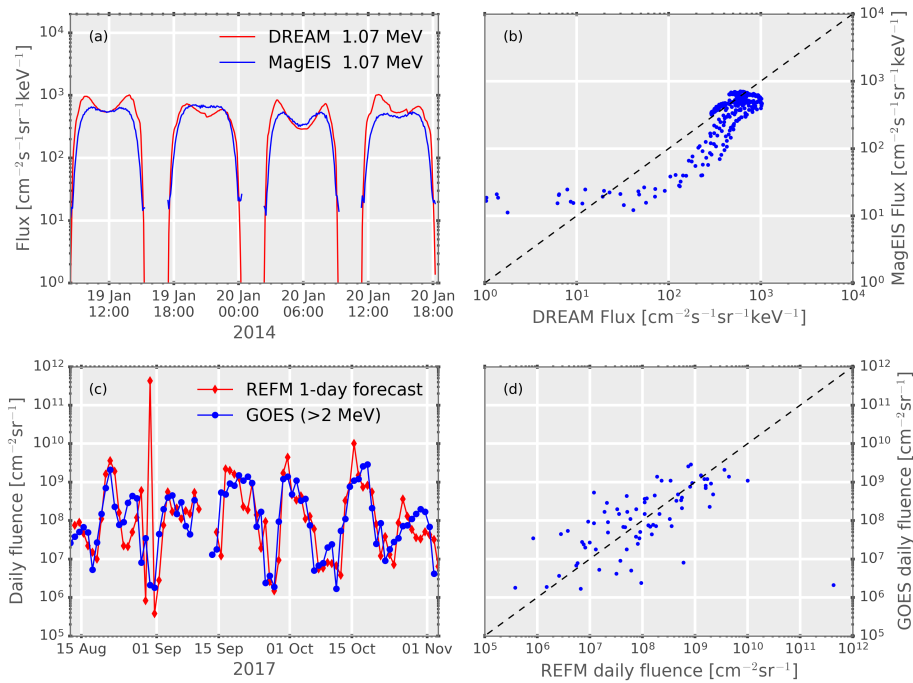 (a)
DREAM 1.07 MeV
MagEIS 1.07 MeV
10⁴
10³
10²
10¹
10⁰
Flux [cm⁻²s⁻¹sr⁻¹keV⁻¹]
19 Jan 12:00
19 Jan 18:00
20 Jan 00:00
20 Jan 06:00
20 Jan 12:00
20 Jan 18:00
2014
(b)
10⁴
10³
10²
10¹
10⁰
MagEIS Flux [cm⁻²s⁻¹sr⁻¹keV⁻¹]
10⁰ 10¹ 10² 10³ 10⁴
DREAM Flux [cm⁻²s⁻¹sr⁻¹keV⁻¹]
(c)
REFM 1-day forecast
GOES (>2 MeV)
10¹²
10¹¹
10¹⁰
10⁹
10⁸
10⁷
10⁶
10⁵
Daily fluence [cm⁻²sr⁻¹]
15 Aug 01 Sep 15 Sep 01 Oct 15 Oct 01 Nov
2017
(d)
10¹²
10¹¹
10¹⁰
10⁹
10⁸
10⁷
10⁶
10⁵
GOES daily fluence [cm⁻²sr⁻¹]
10⁵ 10⁶ 10⁷ 10⁸ 10⁹ 10¹⁰ 10¹¹ 10¹²
REFM daily fluence [cm⁻²sr⁻¹]